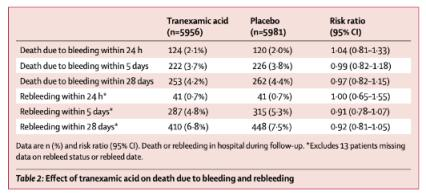 Tranexamic acid Placebo Risk ratio
(n=5956) (n=5981) (95% CI)
Death due to bleeding within 24 h 124 (2·1%) 120 (2·0%) 1·04 (0·81–1·33)
Death due to bleeding within 5 days 222 (3·7%) 226 (3·8%) 0·99 (0·82–1·18)
Death due to bleeding within 28 days 253 (4·2%) 262 (4·4%) 0·97 (0·82–1·15)
Rebleeding within 24 h* 41 (0·7%) 41 (0·7%) 1·00 (0·65–1·55)
Rebleeding within 5 days* 287 (4·8%) 315 (5·3%) 0·91 (0·78–1·07)
Rebleeding within 28 days* 410 (6·8%) 448 (7·5%) 0·92 (0·81–1·05)
Data are n (%) and risk ratio (95% CI). Death or rebleeding in hospital during follow-up. *Excludes 13 patients missing
data on rebleed status or rebleed date.
Table 2: Effect of tranexamic acid on death due to bleeding and rebleeding